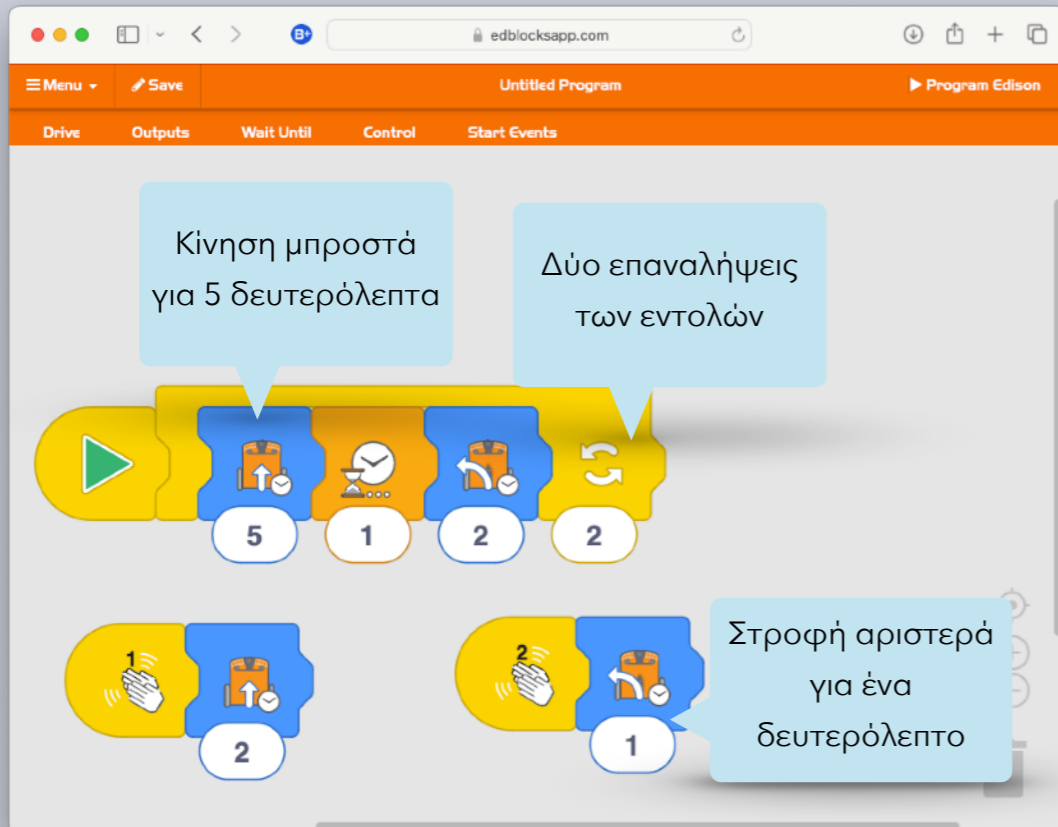 B+
edblocksapp.com
Menu
Save
Untitled Program
Program Edison
Drive
Outputs
Wait Until
Control
Start Events
Κίνηση μπροστά
για 5 δευτερόλεπτα
Δύο επαναλήψεις
των εντολών
5
1
2
2
1
2
2
1
Στροφή αριστερά
για ένα
δευτερόλεπτο